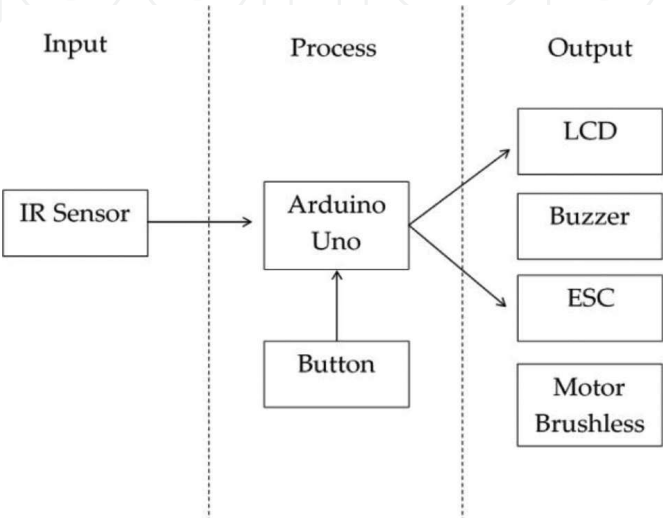 Input
Process
Output
LCD
IR Sensor
Arduino
Uno
Buzzer
ESC
Button
Motor
Brushless